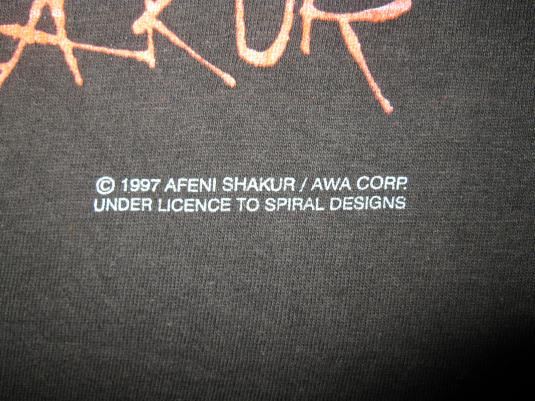 AKUR
© 1997 AFENI SHAKUR / AWA CORP.
UNDER LICENCE TO SPIRAL DESIGNS